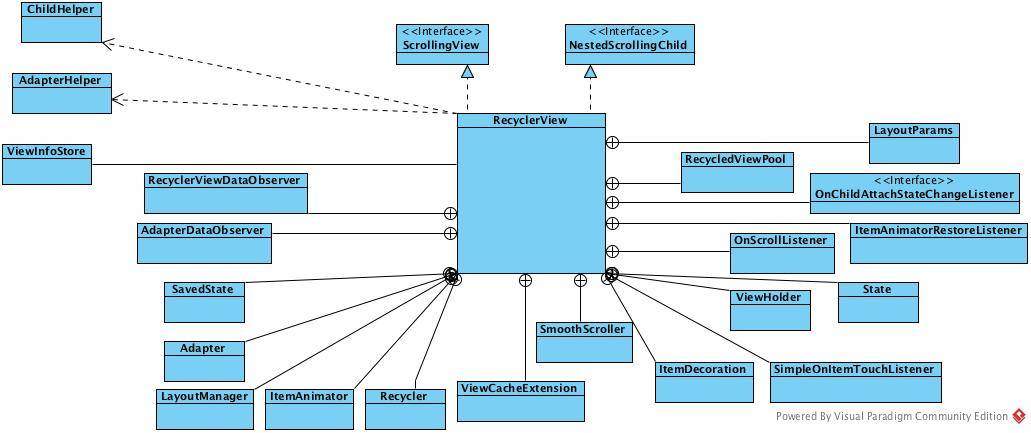 ChildHelper
<<Interface>>
ScrollingView
<<Interface>>
NestedScrollingChild
AdapterHelper
RecyclerView
LayoutParams
ViewInfoStore
RecycledViewPool
RecyclerViewDataObserver
<<Interface>>
OnChildAttachStateChangeListener
AdapterDataObserver
ItemAnimatorRestoreListener
OnScrollListener
SavedState
ViewHolder
State
SmoothScroller
Adapter
ItemDecoration
SimpleOnItemTouchListener
LayoutManager
ItemAnimator
Recycler
ViewCacheExtension
Powered By Visual Paradigm Community Edition